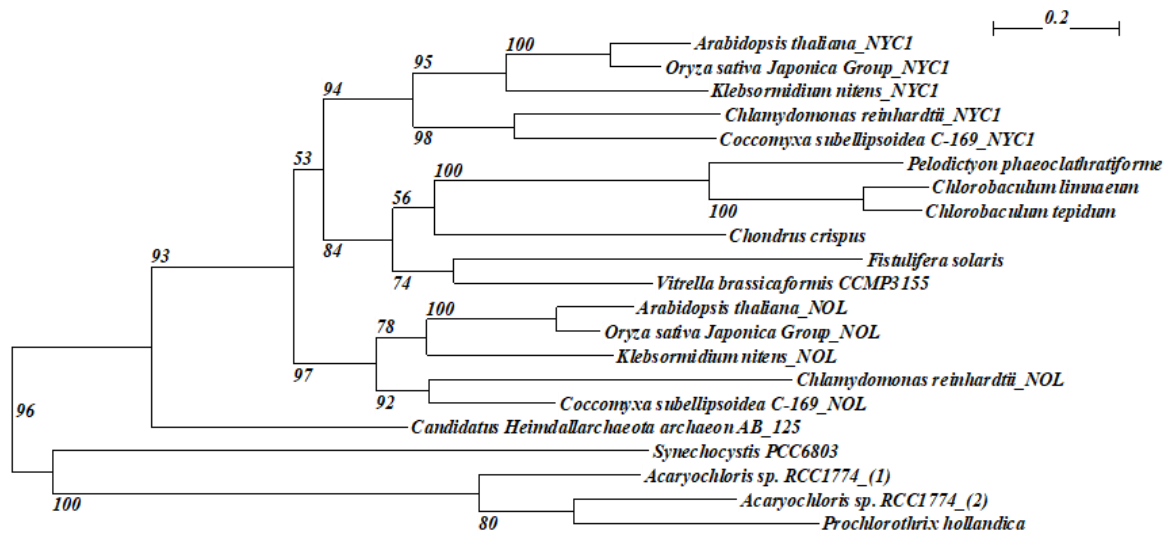 0.2
100
Arabidopsis thaliana_NYC1
95
Oryza sativa Japonica Group_NYC1
94
Klebsormidium nitens_NYC1
Chlamydomonas reinhardtii_NYC1
98
Coccomyxa subellipsoidea C-169_NYC1
53
Pelodictyon phaeoclathratiforme
100
Chlorobaculum limnaeum
56
100
Chlorobaculum tepidum
84
Chondrus crispus
93
Fistulifera solaris
74
Vitrella brassicaformis CCMP3155
100
Arabidopsis thaliana_NOL
78
Oryza sativa Japonica Group_NOL
Klebsormidium nitens_NOL
97
Chlamydomonas reinhardtii_NOL
92
Coccomyxa subellipsoidea C-169_NOL
96
Candidatus Heimdallarchaeota archaeon AB_125
Synechocystis PCC6803
Acaryochloris sp. RCC1774_(1)
100
Acaryochloris sp. RCC1774_(2)
80
Prochlorothrix hollandica